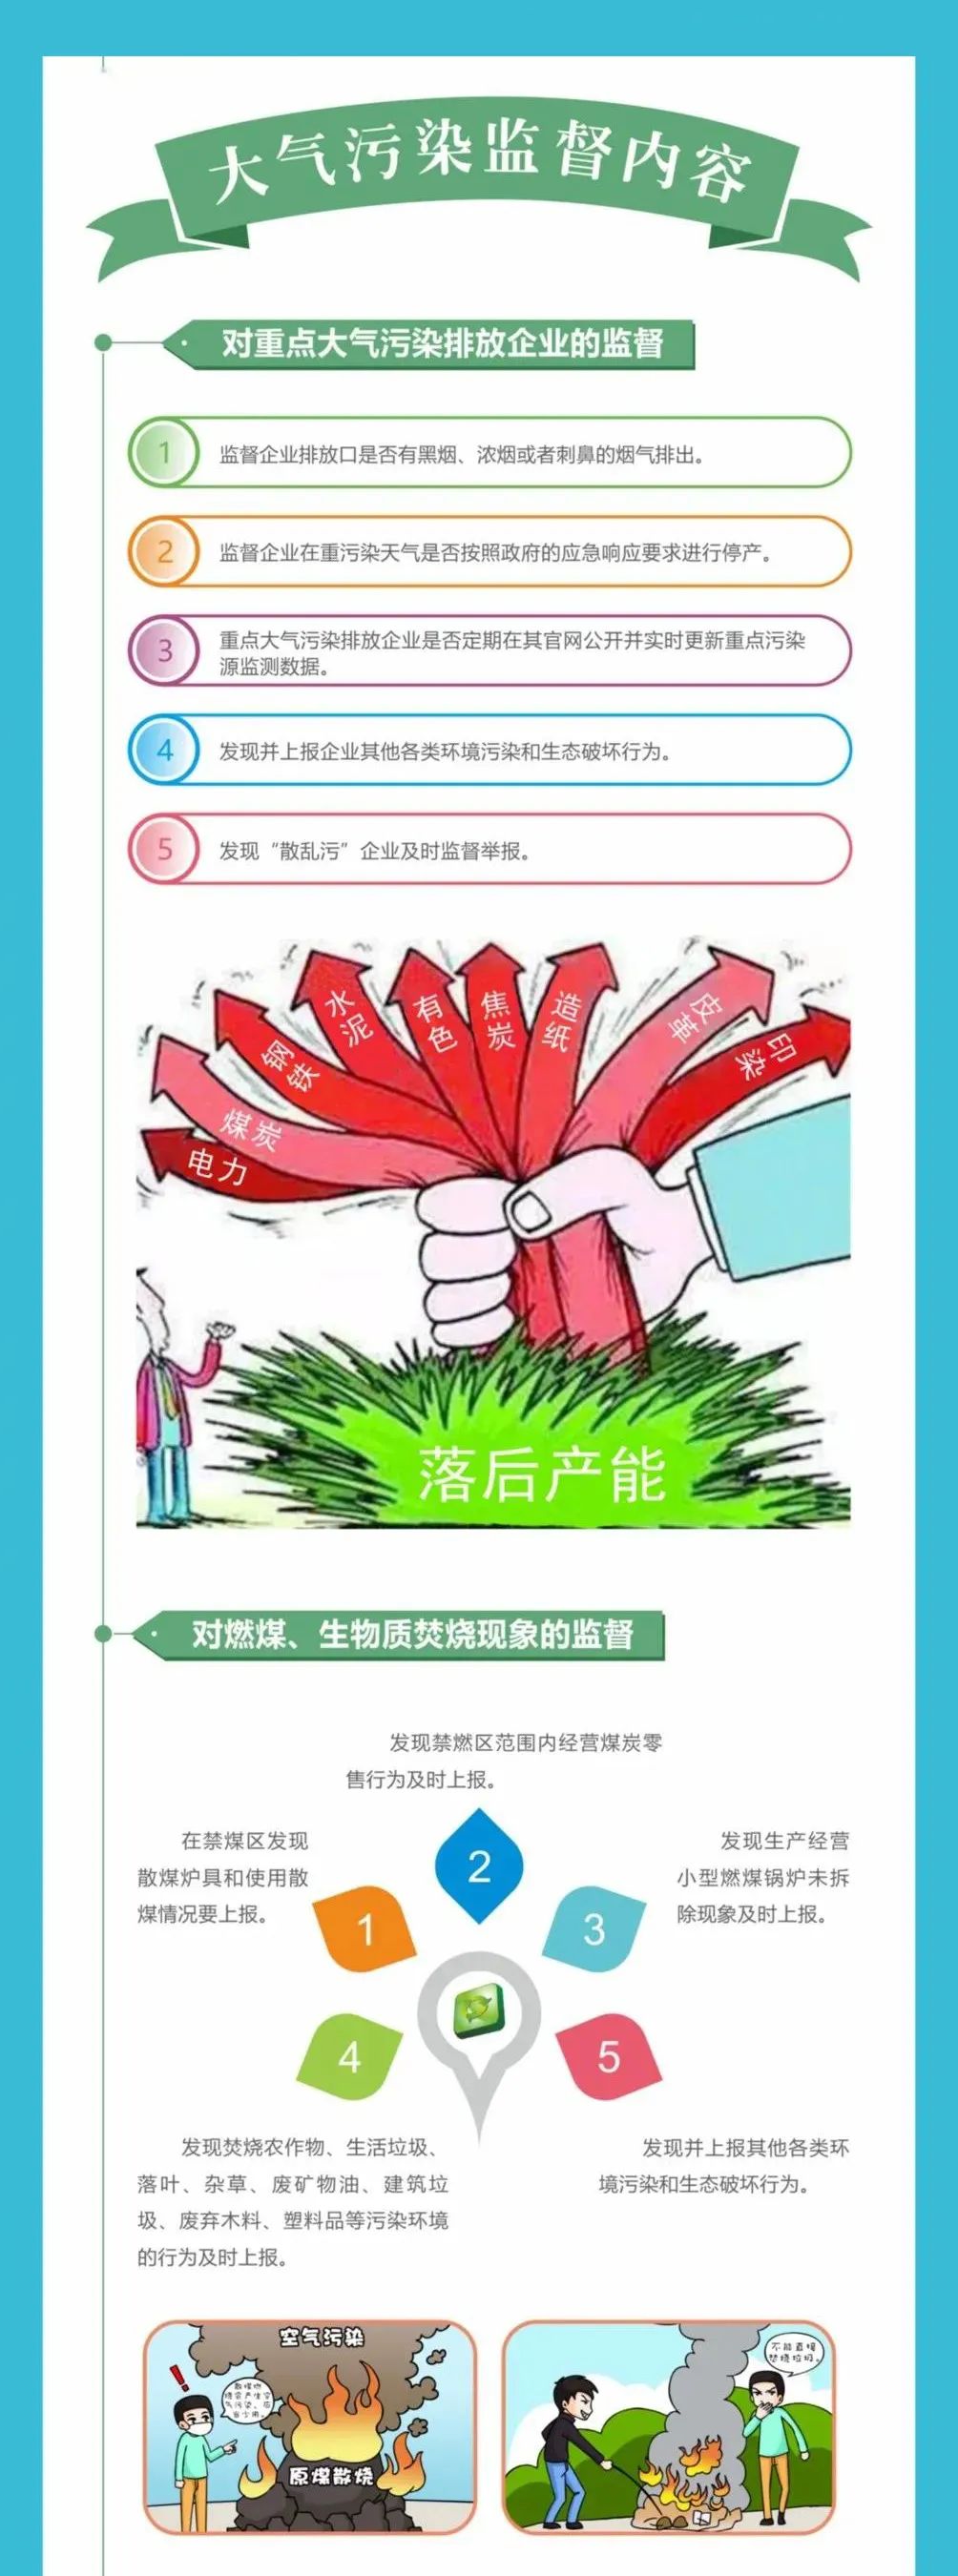 大气污染监督内容
对重点大气污染排放企业的监督
1
监督企业排放口是否有黑烟、浓烟或者刺鼻的烟气排出。
2
监督企业在重污染天气是否按照政府的应急响应要求进行停产。
3
重点大气污染排放企业是否定期在其官网公开并实时更新重点污染
源监测数据。
4
发现并上报企业其他各类环境污染和生态破坏行为。
5
发现“散乱污”企业及时监督举报。
电力
煤炭
钢铁
水泥
有色
焦炭
造纸
皮革
印染
落后产能
对燃煤、生物质焚烧现象的监督
1
在禁煤区发现
散煤炉具和使用散
煤情况要上报。
2
发现禁燃区范围内经营煤炭零
售行为及时上报。
3
发现生产经营
小型燃煤锅炉未拆
除现象及时上报。
4
发现焚烧农作物、生活垃圾、
落叶、杂草、废矿物油、建筑垃
圾、废弃木料、塑料品等污染环境
的行为及时上报。
5
发现并上报其他各类环
境污染和生态破坏行为。
空气污染
原煤散烧
不能直接
焚烧垃圾。